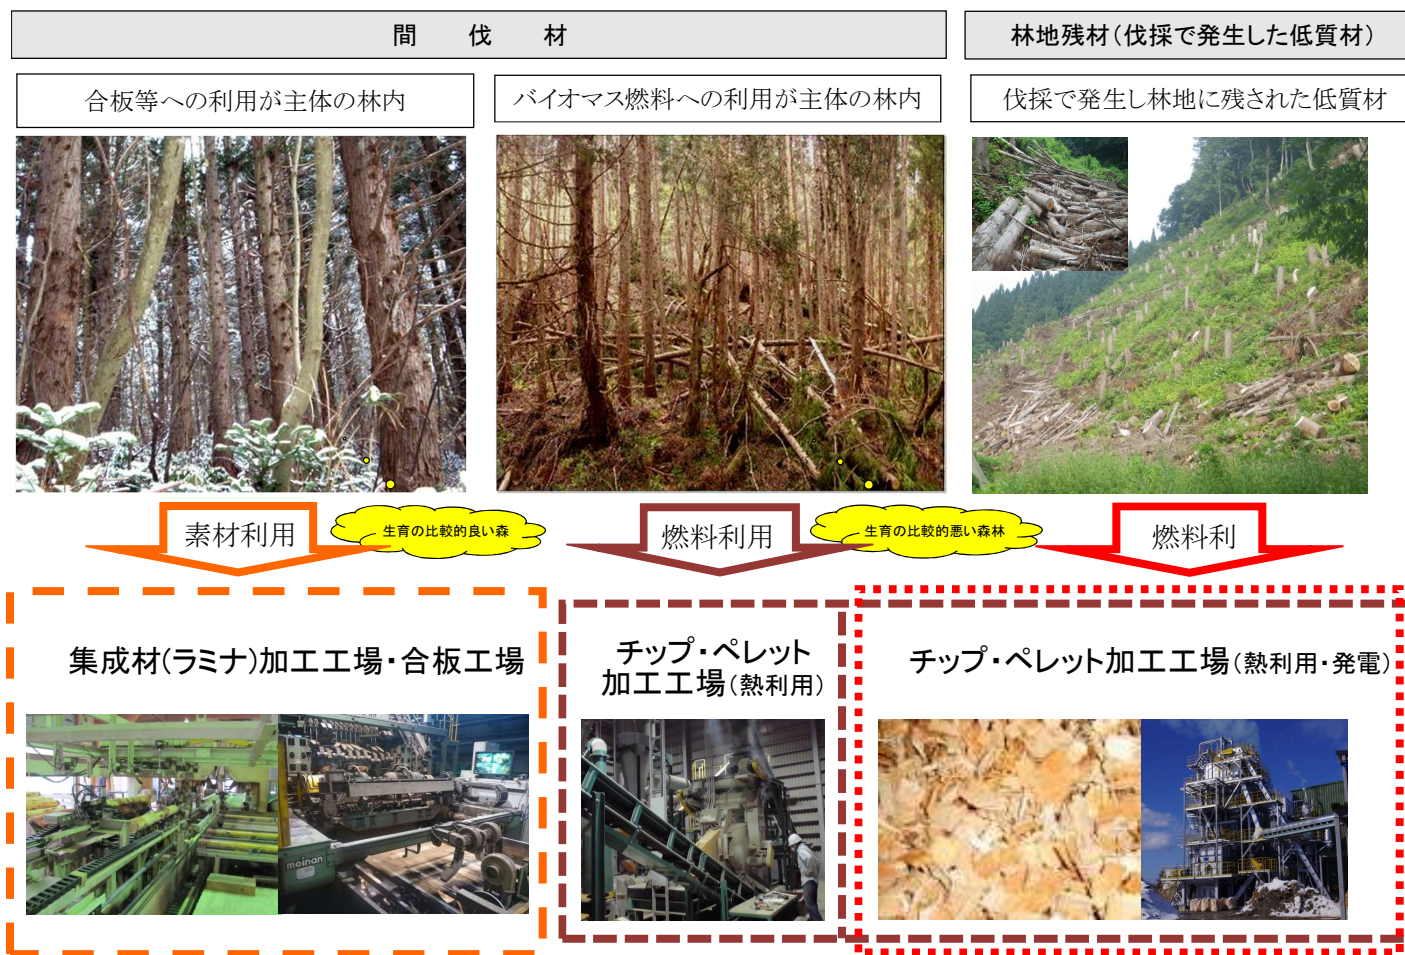 間 伐 材
林地残材（伐採で発生した低質材）
合板等への利用が主体の林内
バイオマス燃料への利用が主体の林内
伐採で発生し林地に残された低質材
素材利用
生育の比較的良い森
燃料利用
生育の比較的悪い森林
燃料利
集成材(ラミナ)加工工場・合板工場
チップ・ペレット
加工工場(熱利用)
チップ・ペレット加工工場(熱利用・発電)
meinan